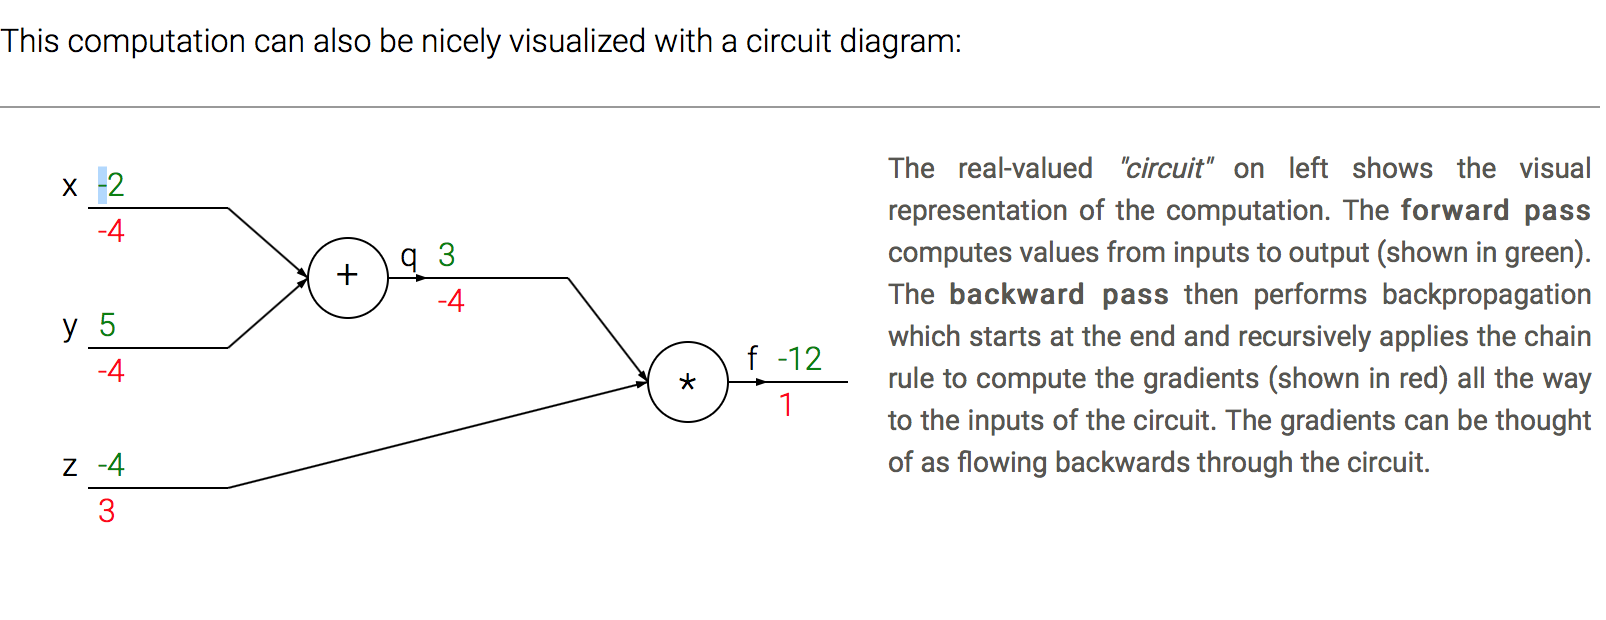 This computation can also be nicely visualized with a circuit diagram:
x -2
-4
y 5
-4
z -4
3
+
q 3
-4
*
f -12
1
The real-valued "circuit" on left shows the visual
representation of the computation. The forward pass
computes values from inputs to output (shown in green).
The backward pass then performs backpropagation
which starts at the end and recursively applies the chain
rule to compute the gradients (shown in red) all the way
to the inputs of the circuit. The gradients can be thought
of as flowing backwards through the circuit.